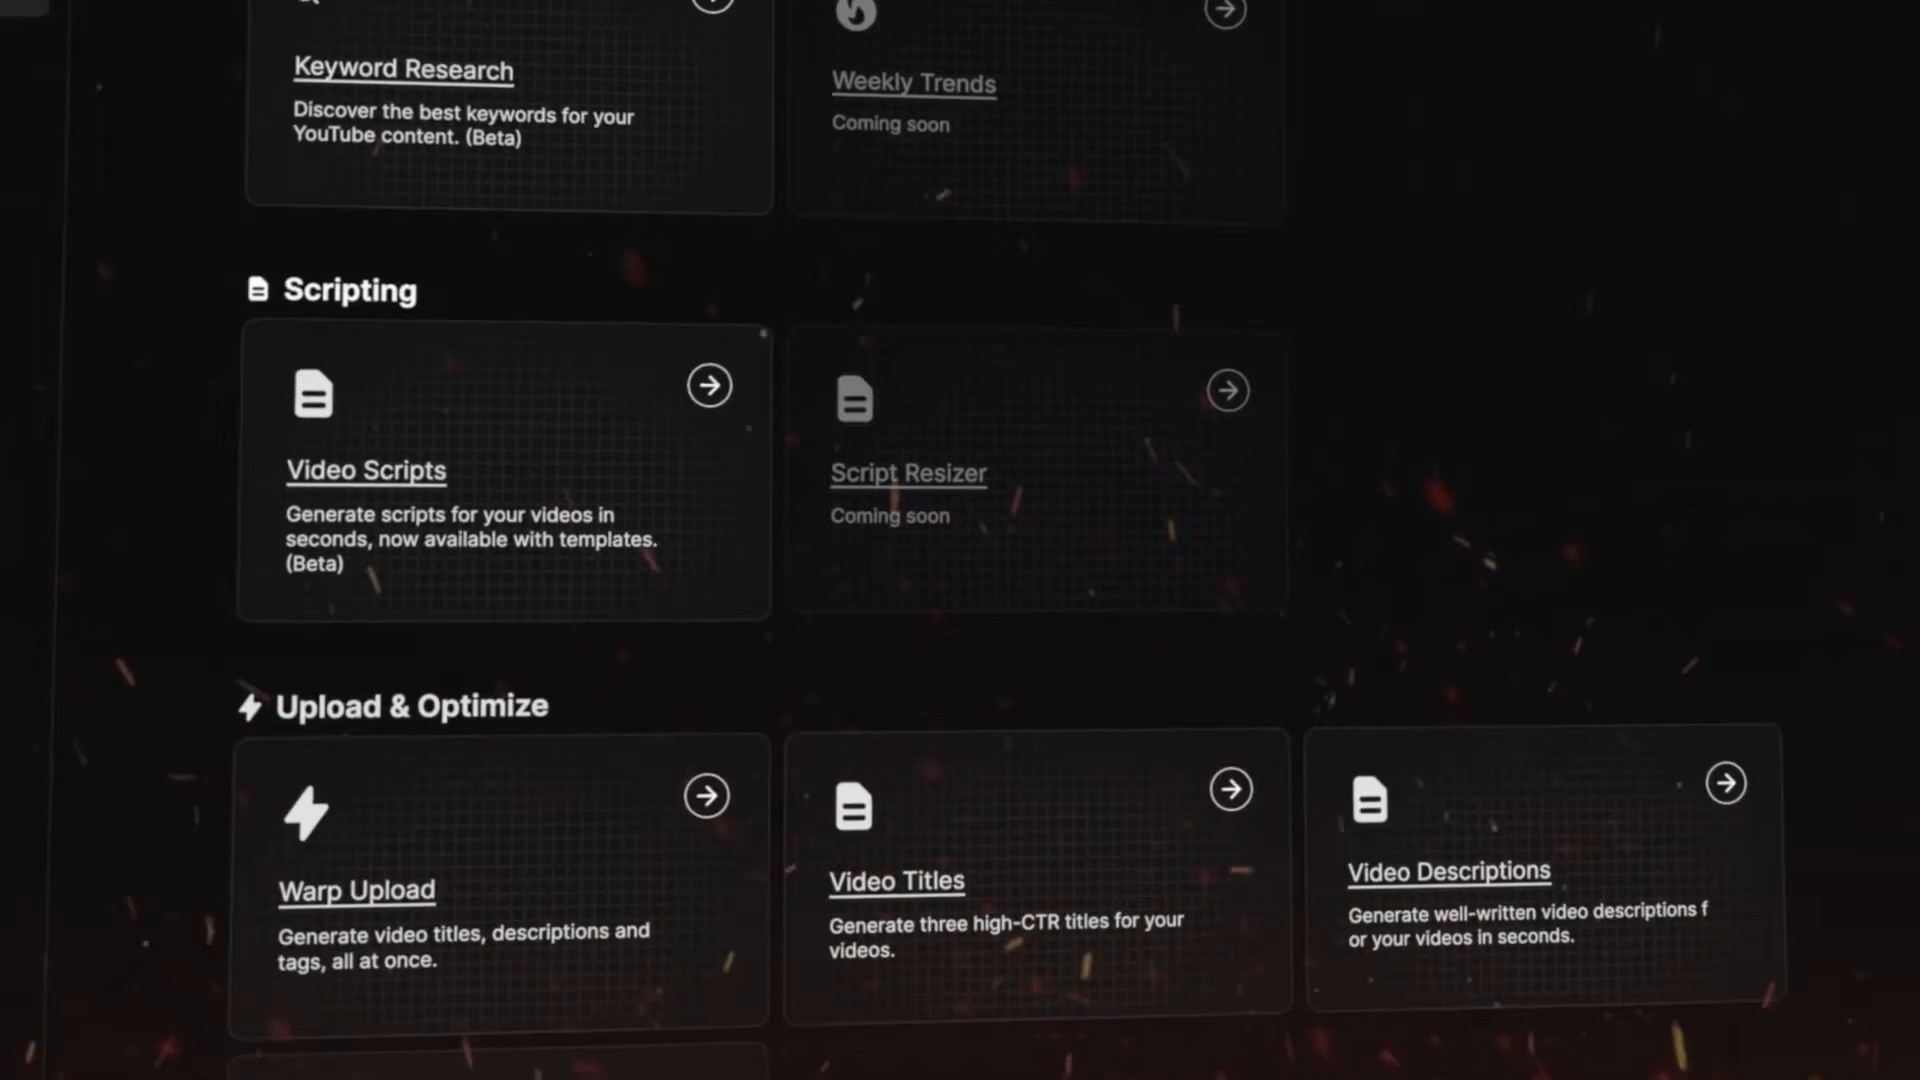 Keyword Research
Discover the best keywords for your
YouTube content. (Beta)
Weekly Trends
Coming soon
Scripting
Video Scripts
Generate scripts for your videos in
seconds, now available with templates.
(Beta)
Script Resizer
Coming soon
Upload & Optimize
Warp Upload
Generate video titles, descriptions and
tags, all at once.
Video Titles
Generate three high-CTR titles for your
videos.
Video Descriptions
Generate well-written video descriptions f
or your videos in seconds.